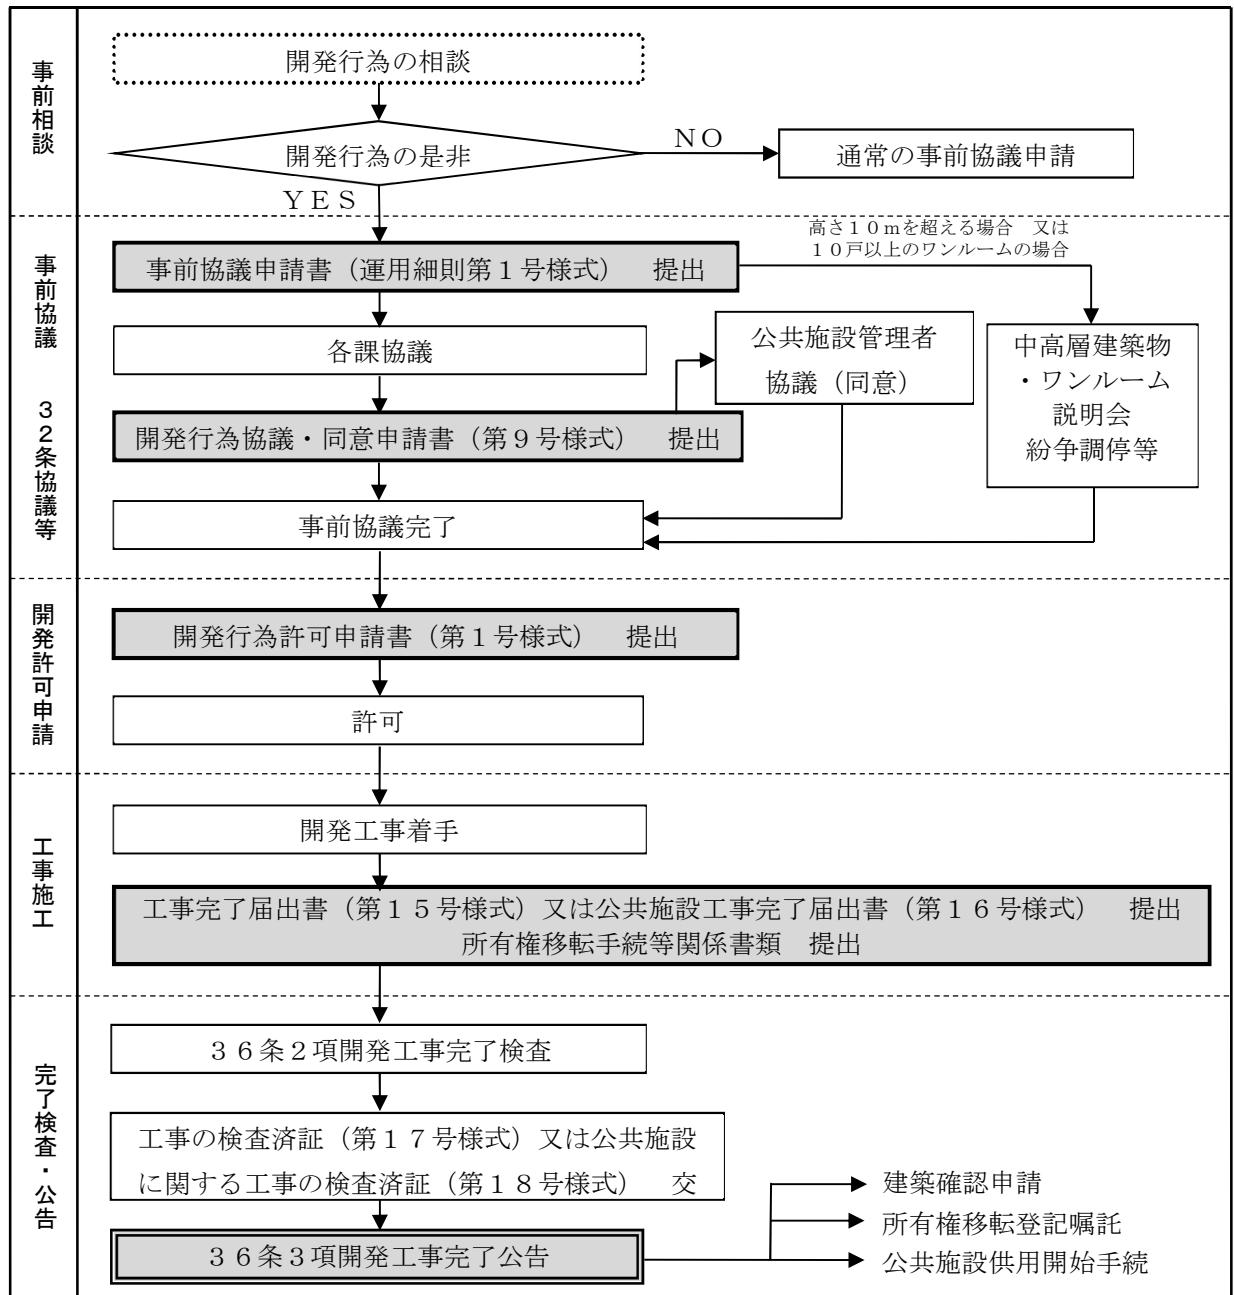 事前相談
開発行為の相談
開発行為の是非
NO
通常の事前協議申請
YES
事前協議 32条協議等
高さ10mを超える場合 又は
10戸以上のワンルームの場合
事前協議申請書（運用細則第1号様式） 提出
各課協議
公共施設管理者
協議（同意）
中高層建築物
・ワンルーム
説明会
紛争調停等
開発行為協議・同意申請書（第9号様式） 提出
事前協議完了
開発許可申請
開発行為許可申請書（第1号様式） 提出
許可
工事施工
開発工事着手
工事完了届出書（第15号様式）又は公共施設工事完了届出書（第16号様式） 提出
所有権移転手続等関係書類 提出
完了検査・公告
36条2項開発工事完了検査
工事の検査済証（第17号様式）又は公共施設
に関する工事の検査済証（第18号様式） 交
36条3項開発工事完了公告
建築確認申請
所有権移転登記嘱託
公共施設供用開始手続